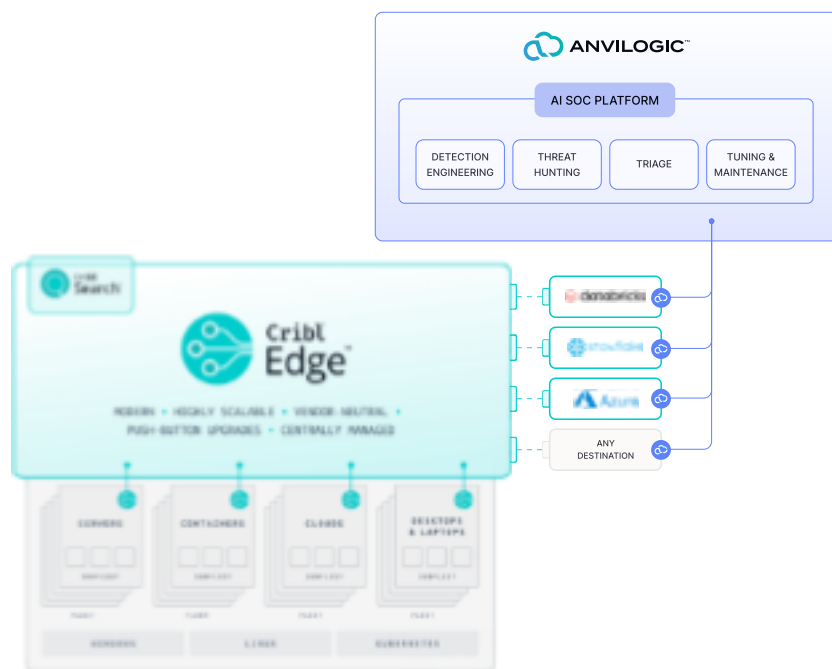 ANVILOGIC™
AI SOC PLATFORM
DETECTION
ENGINEERING
THREAT
HUNTING
TRIAGE
TUNING &
MAINTENANCE
Cribl
Search
Cribl
Edge™
MODERN • HIGHLY SCALABLE • VENDOR-NEUTRAL •
PUSH-BUTTON UPGRADES • CENTRALLY MANAGED
databricks
snowflake
Azure
ANY
DESTINATION
SERVERS
CONTAINERS
CLOUDS
DESKTOPS
& LAPTOPS
WINDOWS
LINUX
KUBERNETES